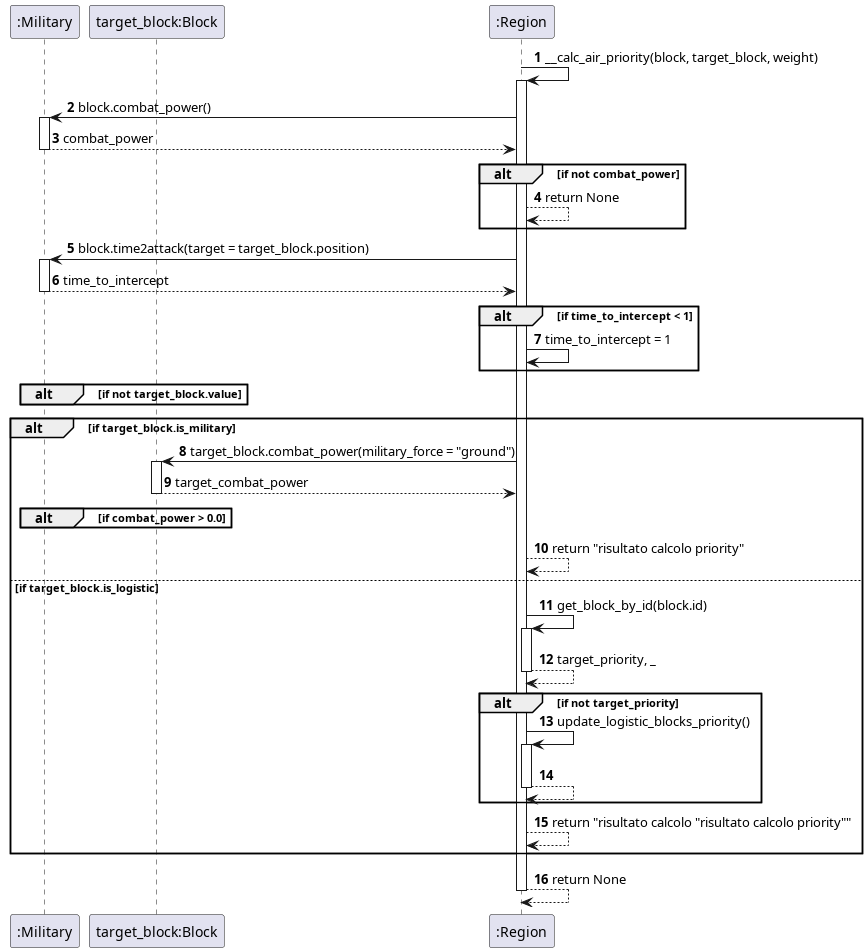 :Military target_block:Block :Region
1 __calc_air_priority(block, target_block, weight)
2 block.combat_power()
3 combat_power
alt [if not combat_power]
4 return None
5 block.time2attack(target = target_block.position)
6 time_to_intercept
alt [if time_to_intercept < 1]
7 time_to_intercept = 1
alt [if not target_block.value]
alt [if target_block.is_military]
8 target_block.combat_power(military_force = "ground")
9 target_combat_power
alt [if combat_power > 0.0]
10 return "risultato calcolo priority"
[if target_block.is_logistic]
11 get_block_by_id(block.id)
12 target_priority, _
alt [if not target_priority]
13 update_logistic_blocks_priority()
14
15 return "risultato calcolo "risultato calcolo priority""
16 return None
:Military target_block:Block :Region